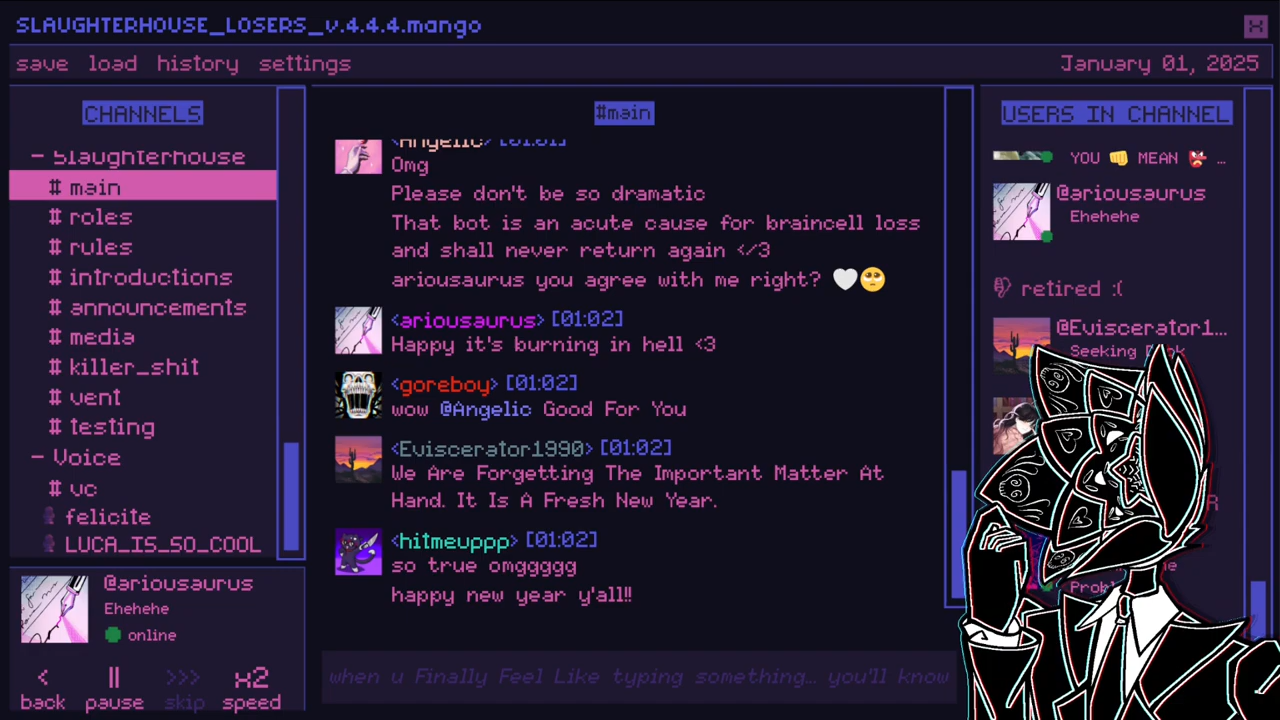 SLAUGHTERHOUSE_LOSERS_v.4.4.4.mango
save load history settings
January 01, 2025
CHANNELS
– Slaughterhouse
# main
# roles
# rules
# introductions
# announcements
# media
# killer_shit
# vent
# testing
– Voice
# vc
felicite
LUCA_IS_SO_COOL
@ariousaurus
Ehehehe
online
< back
|| pause
>>> skip
x2 speed
#main
<Angelic> [01:01]
Omg
Please don't be so dramatic
That bot is an acute cause for braincell loss
and shall never return again </3
ariousaurus you agree with me right? 🤍🥺
<ariousaurus> [01:02]
Happy it's burning in hell <3
<goreboy> [01:02]
wow @Angelic Good For You
<Eviscerator1990> [01:02]
We Are Forgetting The Important Matter At
Hand. It Is A Fresh New Year.
<hitmeuppp> [01:02]
so true omggggg
happy new year y'all!!
when u Finally Feel Like typing something... you'll know
USERS IN CHANNEL
YOU 👊 MEAN 👺 ...
@ariousaurus
Ehehehe
retired :(
@Eviscerator1...
Seeking